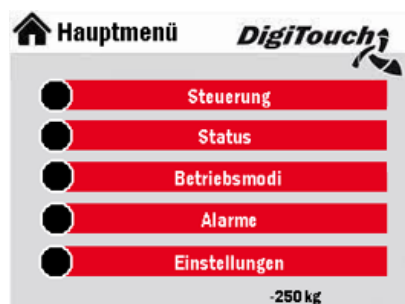 Hauptmenü
DigiTouch
Steuerung
Status
Betriebsmodi
Alarme
Einstellungen
-250 kg